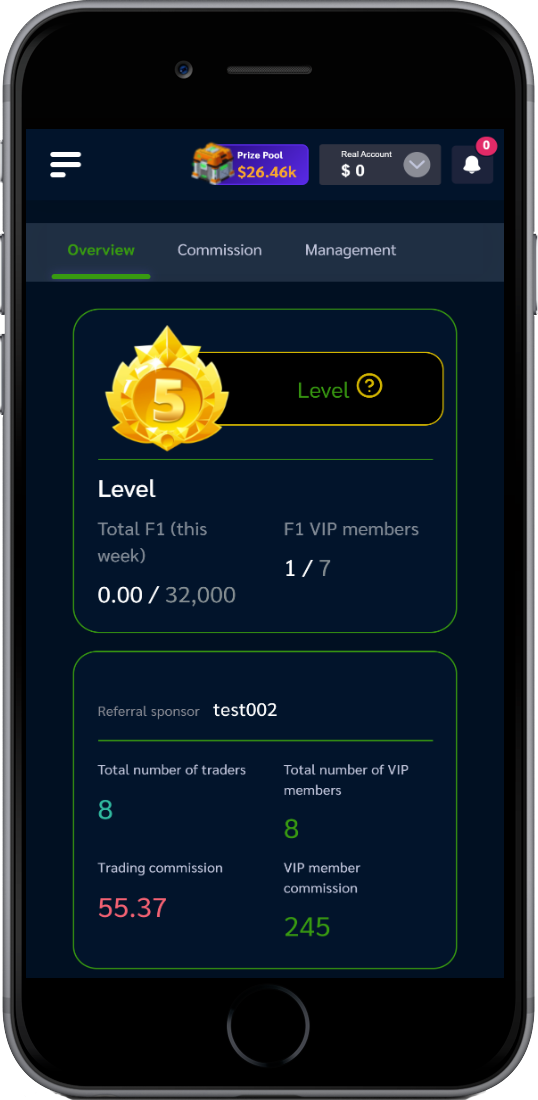 Prize Pool
$26.46k
Real Account
$ 0
0
Overview
Commission
Management
5
Level ?
Level
Total F1 (this
week)
0.00 / 32,000
F1 VIP members
1 / 7
Referral sponsor test002
Total number of traders
8
Total number of VIP
members
8
Trading commission
55.37
VIP member
commission
245